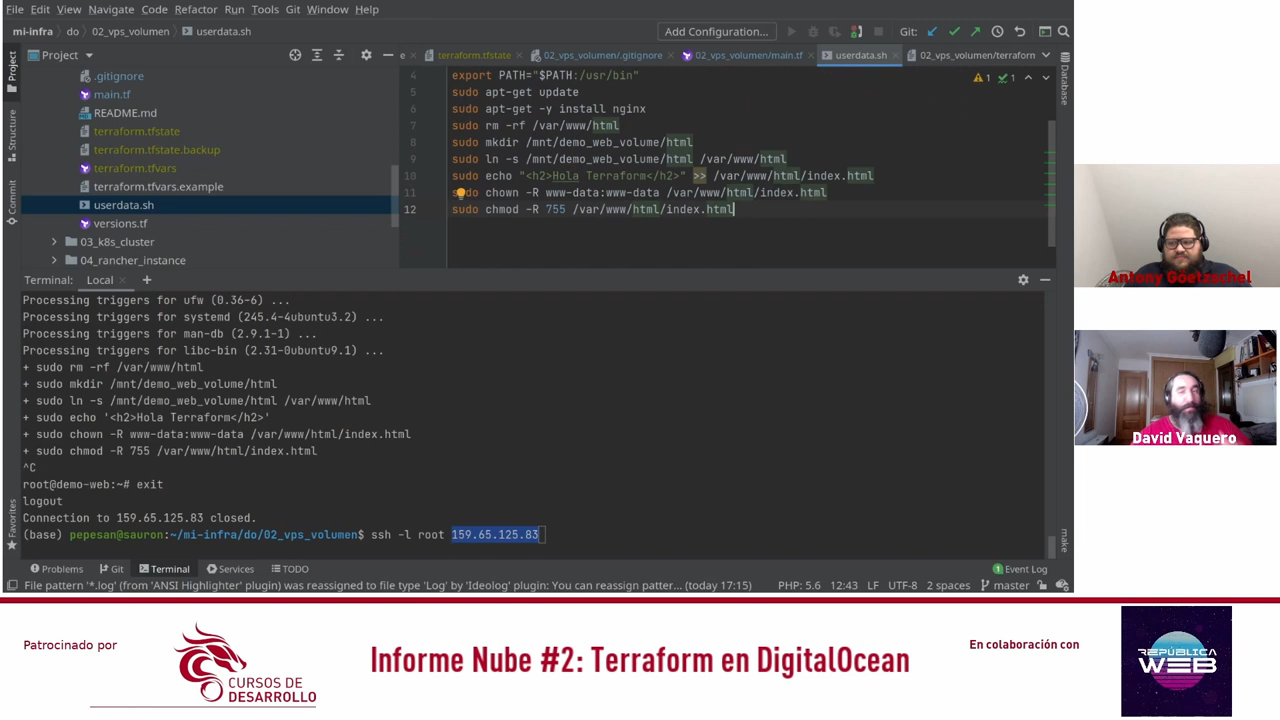 File Edit View Navigate Code Refactor Run Tools Git Window Help
mi-infra do 02_vps_volumen userdata.sh Add Configuration... Git:
Project e terraform.tfstate 02_vps_volumen/.gitignore 02_vps_volumen/main.tf userdata.sh 02_vps_volumen/terraform
.gitignore
main.tf
README.md
terraform.tfstate
terraform.tfstate.backup
terraform.tfvars
terraform.tfvars.example
userdata.sh
versions.tf
03_k8s_cluster
04_rancher_instance
4 export PATH="$PATH:/usr/bin"
5 sudo apt-get update
6 sudo apt-get -y install nginx
7 sudo rm -rf /var/www/html
8 sudo mkdir /mnt/demo_web_volume/html
9 sudo ln -s /mnt/demo_web_volume/html /var/www/html
10 sudo echo "<h2>Hola Terraform</h2>" >> /var/www/html/index.html
11 sudo chown -R www-data:www-data /var/www/html/index.html
12 sudo chmod -R 755 /var/www/html/index.html
1 1
Project
Structure
Commit
Favorites
Database
make
Terminal: Local
Processing triggers for ufw (0.36-6) ...
Processing triggers for systemd (245.4-4ubuntu3.2) ...
Processing triggers for man-db (2.9.1-1) ...
Processing triggers for libc-bin (2.31-0ubuntu9.1) ...
+ sudo rm -rf /var/www/html
+ sudo mkdir /mnt/demo_web_volume/html
+ sudo ln -s /mnt/demo_web_volume/html /var/www/html
+ sudo echo '<h2>Hola Terraform</h2>'
+ sudo chown -R www-data:www-data /var/www/html/index.html
+ sudo chmod -R 755 /var/www/html/index.html
^C
root@demo-web:~# exit
logout
Connection to 159.65.125.83 closed.
(base) pepesan@sauron:~/mi-infra/do/02_vps_volumen$ ssh -l root 159.65.125.83
Problems Git Terminal Services TODO 1 Event Log
File pattern '*.log' (from 'ANSI Highlighter' plugin) was reassigned to file type 'Log' by 'Ideolog' plugin: You can reassign patter... (today 17:15) PHP: 5.6 12:43 LF UTF-8 2 spaces master
Antony Goetzschel
David Vaquero
Patrocinado por
CURSOS DE
DESARROLLO
Informe Nube #2: Terraform en DigitalOcean
En colaboración con
REPÚBLICA
WEB